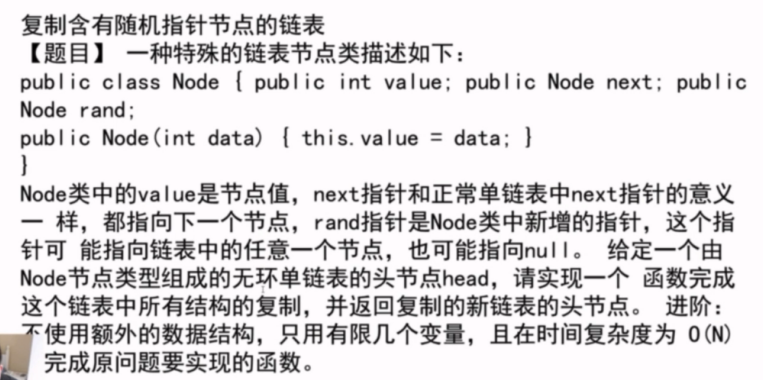 复制含有随机指针节点的链表
【题目】 一种特殊的链表节点类描述如下：
public class Node { public int value; public Node next; public
Node rand;
public Node(int data) { this.value = data; }
}
Node类中的value是节点值，next指针和正常单链表中next指针的意义
一 样，都指向下一个节点，rand指针是Node类中新增的指针，这个指
针可 能指向链表中的任意一个节点，也可能指向null。 给定一个由
Node节点类型组成的无环单链表的头节点head，请实现一个 函数完成
这个链表中所有结构的复制，并返回复制的新链表的头节点。 进阶：
不使用额外的数据结构，只用有限几个变量，且在时间复杂度为 O(N)
完成原问题要实现的函数。